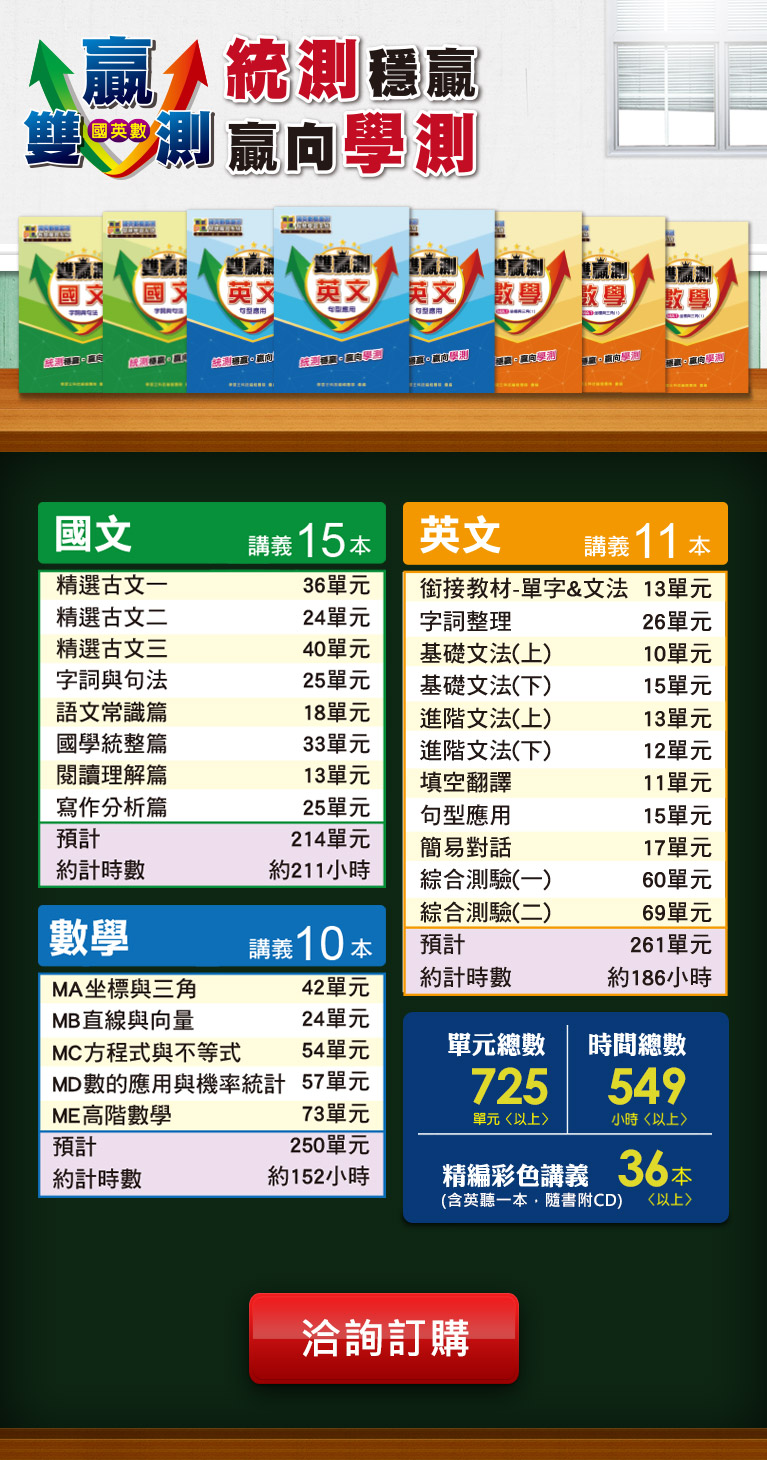 贏
雙 國英數 測
統測穩贏
贏向學測
雙贏測
國文
字詞與句法
統測穩贏・贏向
雙贏測
國文
字詞與句法
統測穩贏・贏向
雙贏測
英文
句型應用
統測穩贏・贏向
雙贏測
英文
句型應用
統測穩贏・贏向學測
雙贏測
英文
句型應用
贏・贏向學測
雙贏測
數學
贏・贏向學測
雙贏測
數學
贏・贏向學測
雙贏測
數學
贏・贏向學測
國文 講義15本
精選古文一 36單元
精選古文二 24單元
精選古文三 40單元
字詞與句法 25單元
語文常識篇 18單元
國學統整篇 33單元
閱讀理解篇 13單元
寫作分析篇 25單元
預計 214單元
約計時數 約211小時
數學 講義10本
MA坐標與三角 42單元
MB直線與向量 24單元
MC方程式與不等式 54單元
MD數的應用與機率統計 57單元
ME高階數學 73單元
預計 250單元
約計時數 約152小時
英文 講義11本
銜接教材-單字&文法 13單元
字詞整理 26單元
基礎文法(上) 10單元
基礎文法(下) 15單元
進階文法(上) 13單元
進階文法(下) 12單元
填空翻譯 11單元
句型應用 15單元
簡易對話 17單元
綜合測驗(一) 60單元
綜合測驗(二) 69單元
預計 261單元
約計時數 約186小時
單元總數
725
單元〈以上〉
時間總數
549
小時〈以上〉
精編彩色講義 36本
(含英聽一本・隨書附CD) 〈以上〉
洽詢訂購